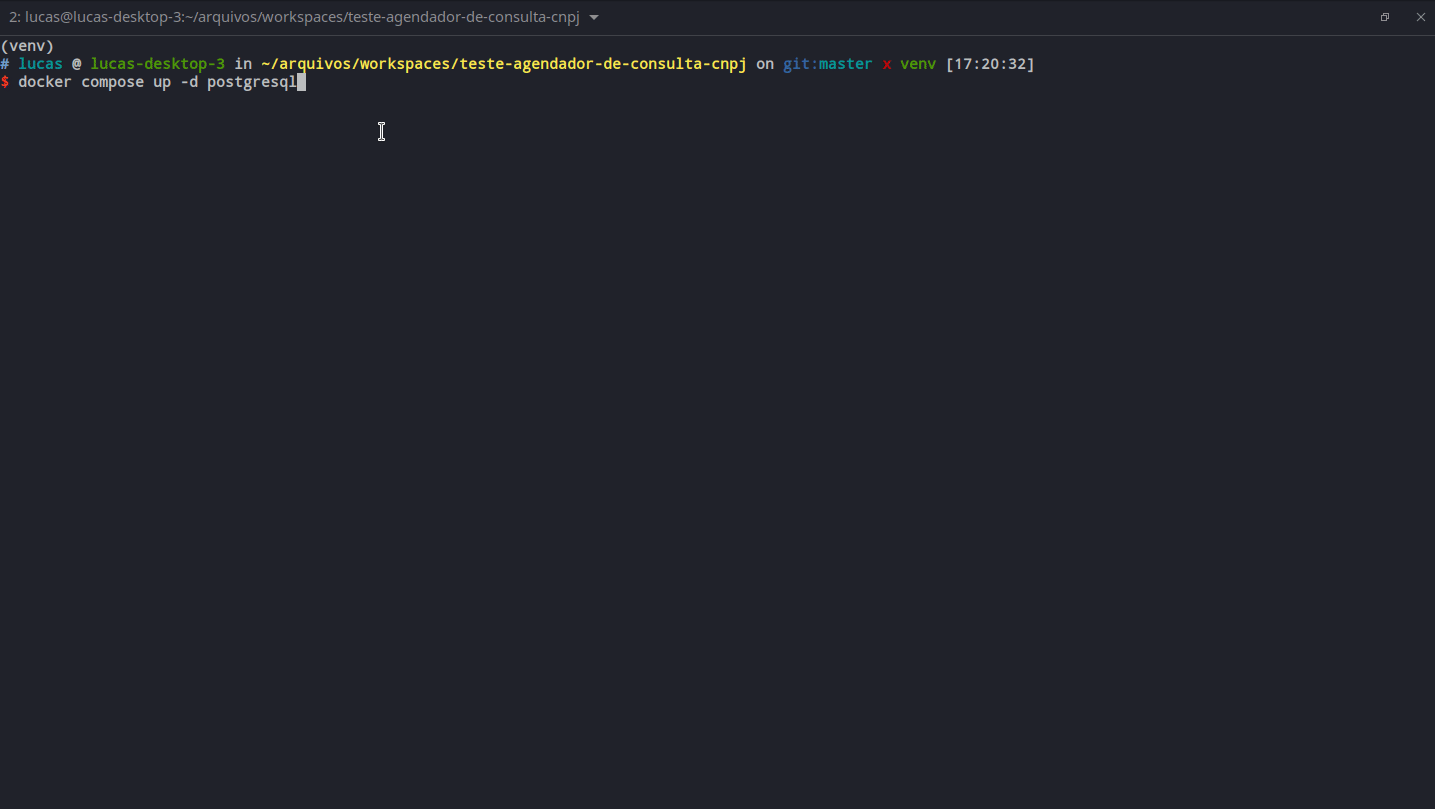 2: lucas@lucas-desktop-3:~/arquivos/workspaces/teste-agendador-de-consulta-cnpj
(venv)
# lucas @ lucas-desktop-3 in ~/arquivos/workspaces/teste-agendador-de-consulta-cnpj on git:master x venv [17:20:32]
$ docker compose up -d postgresql